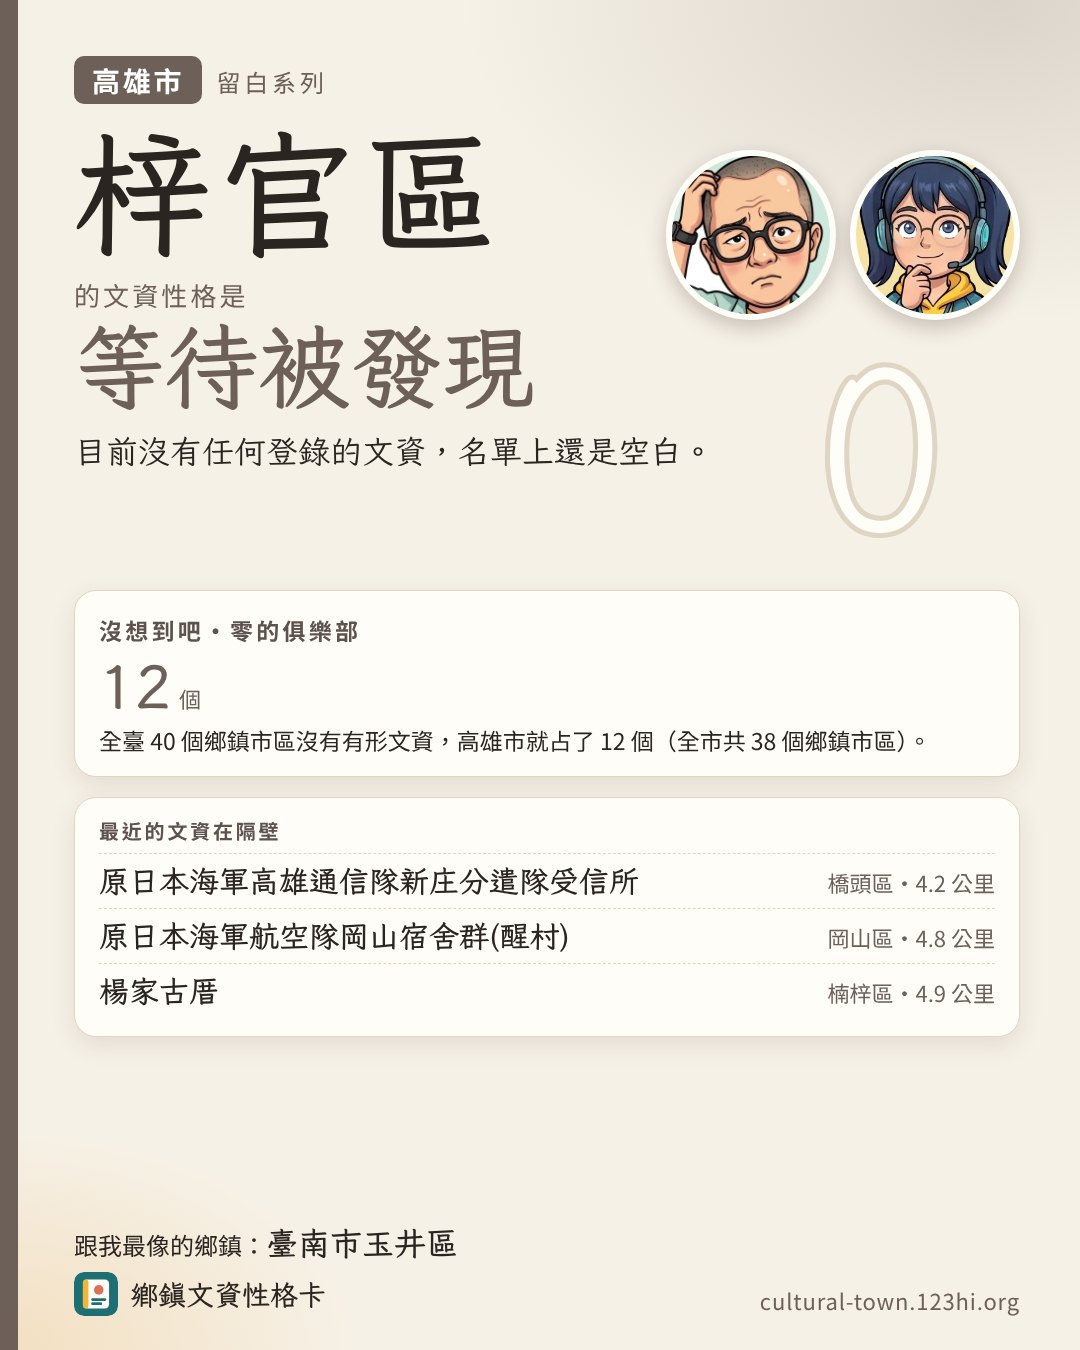 高雄市 留白系列
梓官區
的文資性格是
等待被發現
目前沒有任何登錄的文資，名單上還是空白。
0
沒想到吧・零的俱樂部
12 個
全臺 40 個鄉鎮市區沒有有形文資，高雄市就占了 12 個（全市共 38 個鄉鎮市區）。
最近的文資在隔壁
原日本海軍高雄通信隊新庄分遣隊受信所 橋頭區・4.2 公里
原日本海軍航空隊岡山宿舍群(醒村) 岡山區・4.8 公里
楊家古厝 楠梓區・4.9 公里
跟我最像的鄉鎮：臺南市玉井區
鄉鎮文資性格卡
cultural-town.123hi.org